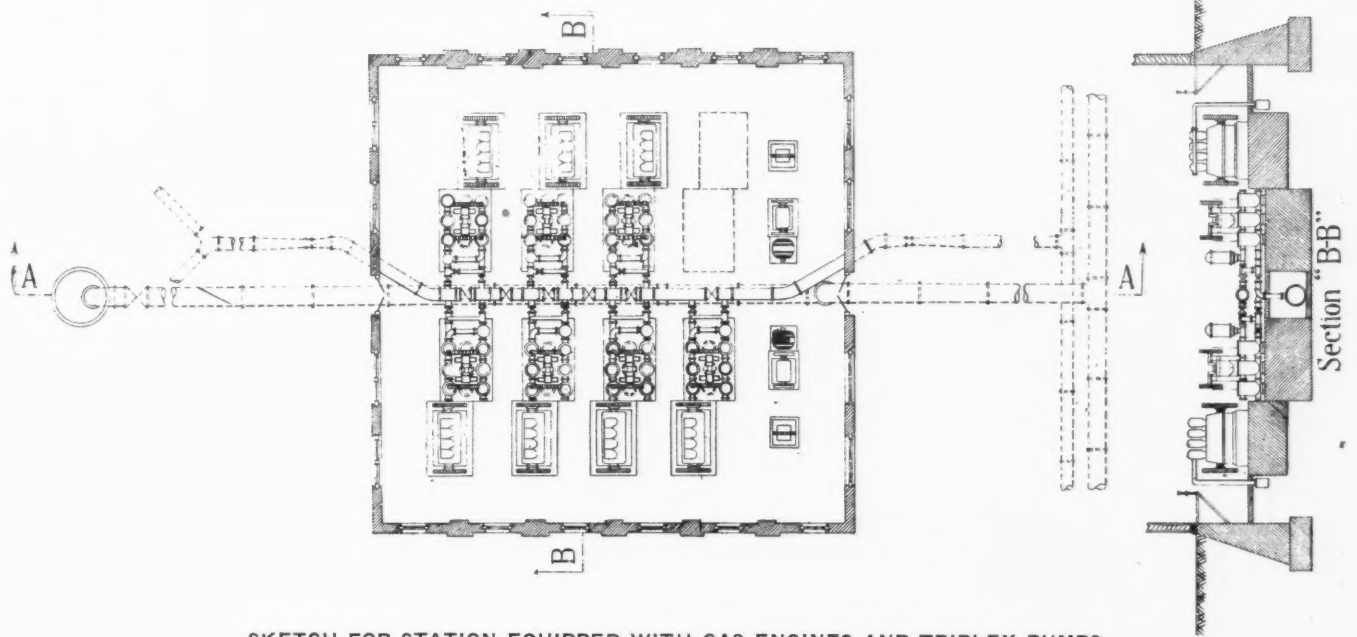 B
A
A
B
Section "B-B"
SKETCH FOR STATION EQUIPPED WITH GAS ENGINES AND TRIPLEX PUMPS